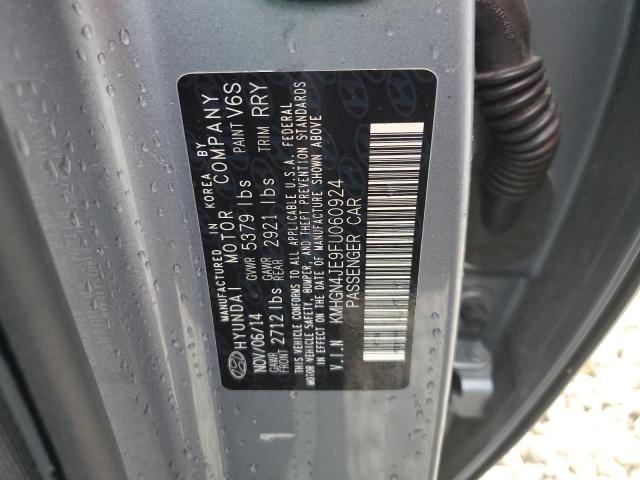 MANUFACTURED IN KOREA BY
HYUNDAI MOTOR COMPANY
NOV/06/14 GVWR 5379 lbs PAINT V6S
GAWR FRONT 2712 lbs GAWR REAR 2921 lbs TRIM RRY
THIS VEHICLE CONFORMS TO ALL APPLICABLE U.S.A. FEDERAL
MOTOR VEHICLE SAFETY, BUMPER, AND THEFT PREVENTION STANDARDS
IN EFFECT ON THE DATE OF MANUFACTURE SHOWN ABOVE
V.I.N KMHGN4JE9FU060924
PASSENGER CAR
1